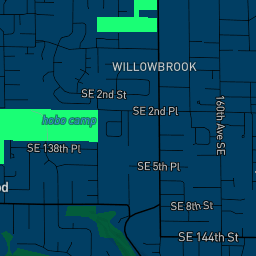 WILLOWBROOK
SE 2nd St
SE 2nd Pl
160th Ave SE
hobo camp
SE 138th Pl
SE 5th Pl
od
SE 8th St
SE 144th St